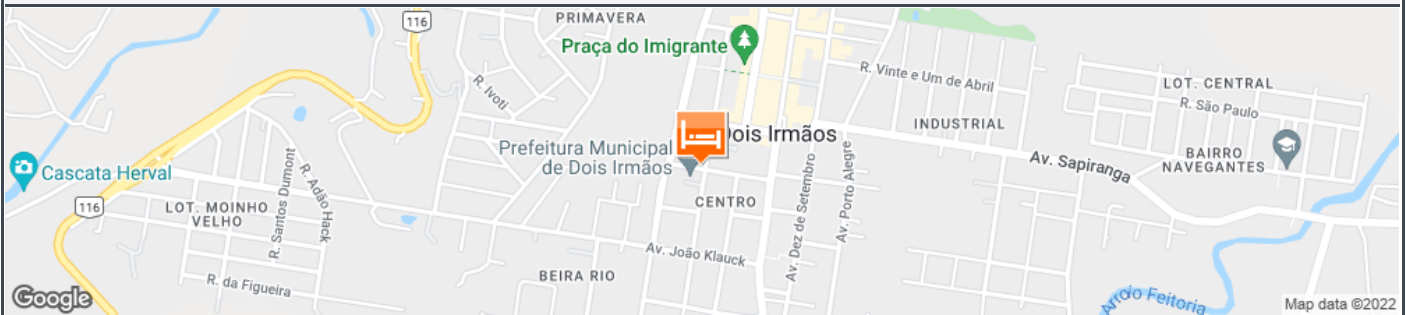 116
PRIMAVERA
Praça do Imigrante
R. Vinte e Um de Abril
LOT. CENTRAL
R. Ivoti
R. São Paulo
INDUSTRIAL
Dois Irmãos
Prefeitura Municipal
de Dois Irmãos
Av. Sapiranga
BAIRRO
NAVEGANTES
Cascata Herval
R. Santos Dumont
R. Adão Hack
Av. Dez de Setembro
Av. Porto Alegre
116
LOT. MOINHO
VELHO
CENTRO
Av. João Klauck
BEIRA RIO
R. da Figueira
Arroio Feitoria
Google
Map data ©2022